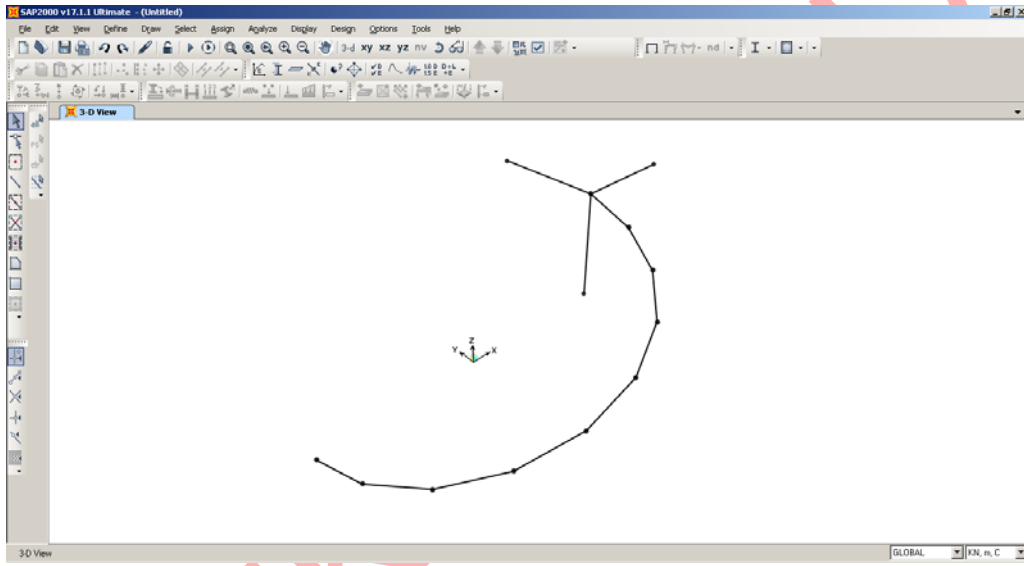 SAP2000 v17.1.1 Ultimate - (Untitled)
File Edit View Define Draw Select Assign Analyze Display Design Options Tools Help
3-d xy xz yz nv
nd
3-D View
Z
Y X
3-D View GLOBAL KN, m, C